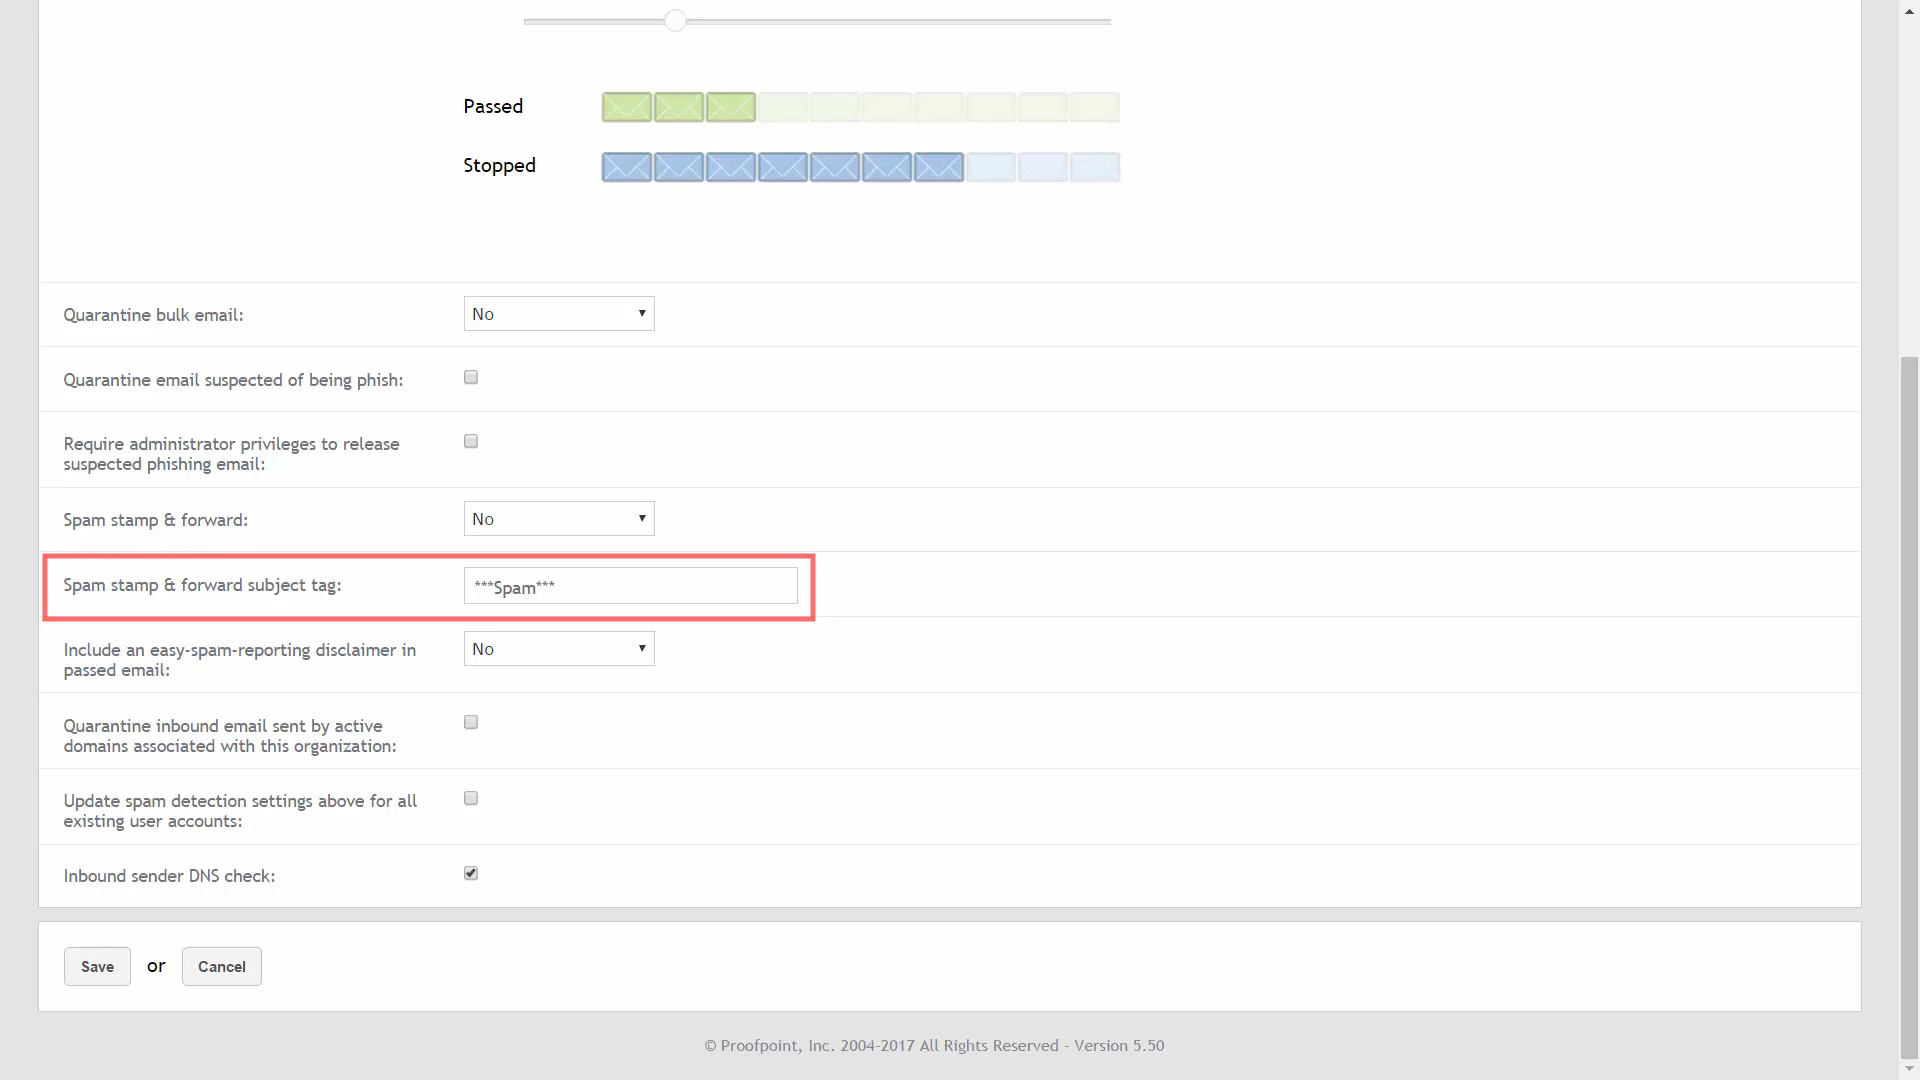 Passed
Stopped
Quarantine bulk email:
No
Quarantine email suspected of being phish:
Require administrator privileges to release
suspected phishing email:
Spam stamp & forward:
No
Spam stamp & forward subject tag:
***Spam***
Include an easy-spam-reporting disclaimer in
passed email:
No
Quarantine inbound email sent by active
domains associated with this organization:
Update spam detection settings above for all
existing user accounts:
Inbound sender DNS check:
Save or Cancel
© Proofpoint, Inc. 2004-2017 All Rights Reserved - Version 5.50